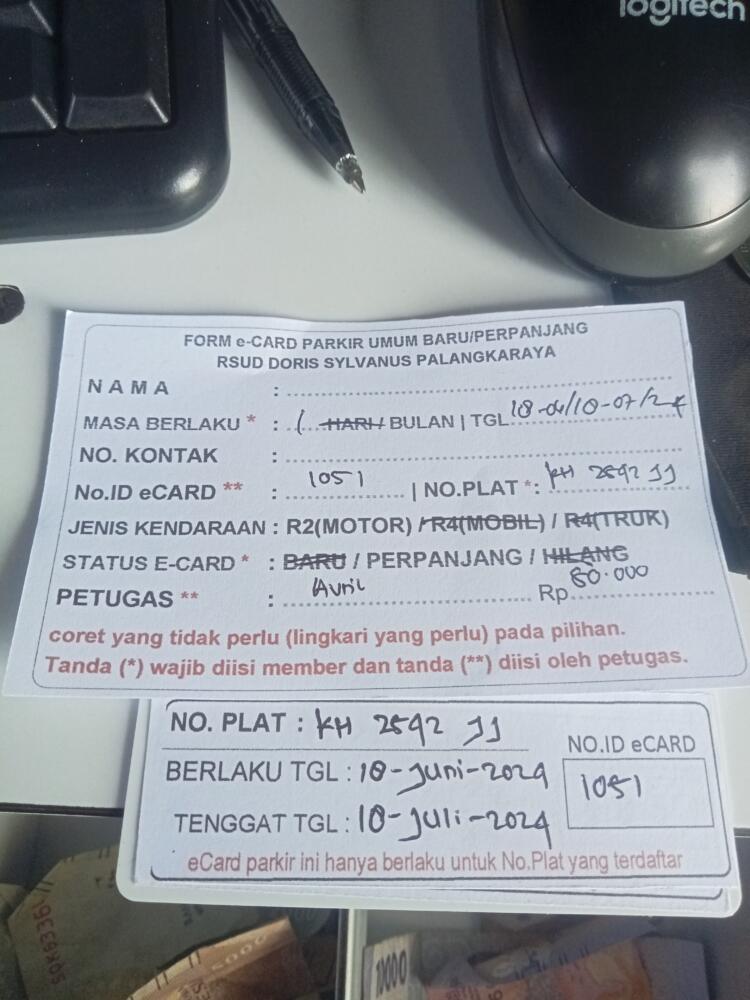 logitech
FORM e-CARD PARKIR UMUM BARU/PERPANJANG
RSUD DORIS SYLVANUS PALANGKARAYA
NAMA :
MASA BERLAKU * : 1 HARI/ BULAN | TGL 10-06/10-07/24
NO. KONTAK :
No.ID eCARD ** : 1051 | NO.PLAT *: KH 2592 JJ
JENIS KENDARAAN : R2(MOTOR) / R4(MOBIL) / R4(TRUK)
STATUS E-CARD * : BARU / PERPANJANG / HILANG
PETUGAS ** : Avril Rp 80.000
coret yang tidak perlu (lingkari yang perlu) pada pilihan.
Tanda (*) wajib diisi member dan tanda (**) diisi oleh petugas.
NO. PLAT : KH 2592 JJ
NO.ID eCARD
1051
BERLAKU TGL : 10-Juni-2024
TENGGAT TGL : 10-Juli-2024
eCard parkir ini hanya berlaku untuk No.Plat yang terdaftar